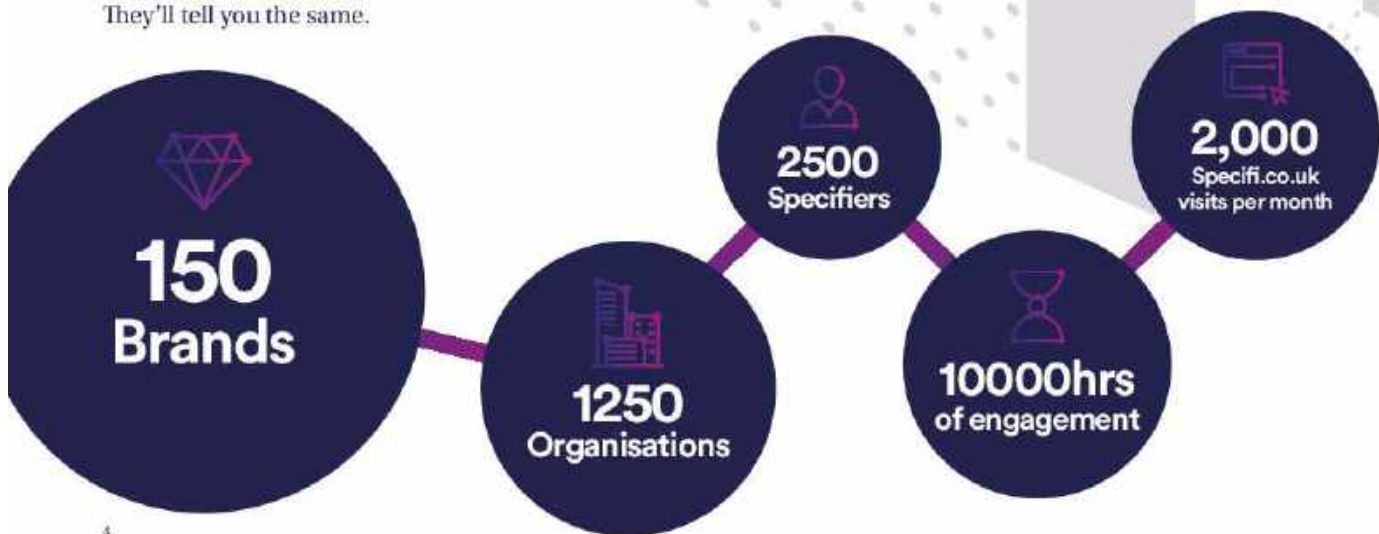 They'll tell you the same.
150
Brands
1250
Organisations
2500
Specifiers
10000hrs
of engagement
2,000
Specifi.co.uk
visits per month
4